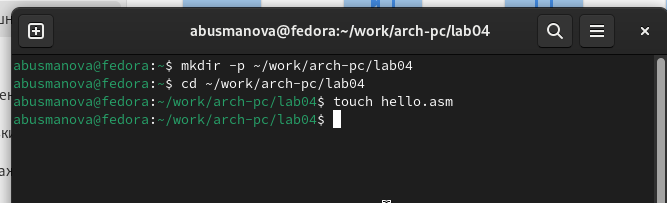 abusmanova@fedora:~/work/arch-pc/lab04
abusmanova@fedora:~$ mkdir -p ~/work/arch-pc/lab04
abusmanova@fedora:~$ cd ~/work/arch-pc/lab04
abusmanova@fedora:~/work/arch-pc/lab04$ touch hello.asm
abusmanova@fedora:~/work/arch-pc/lab04$